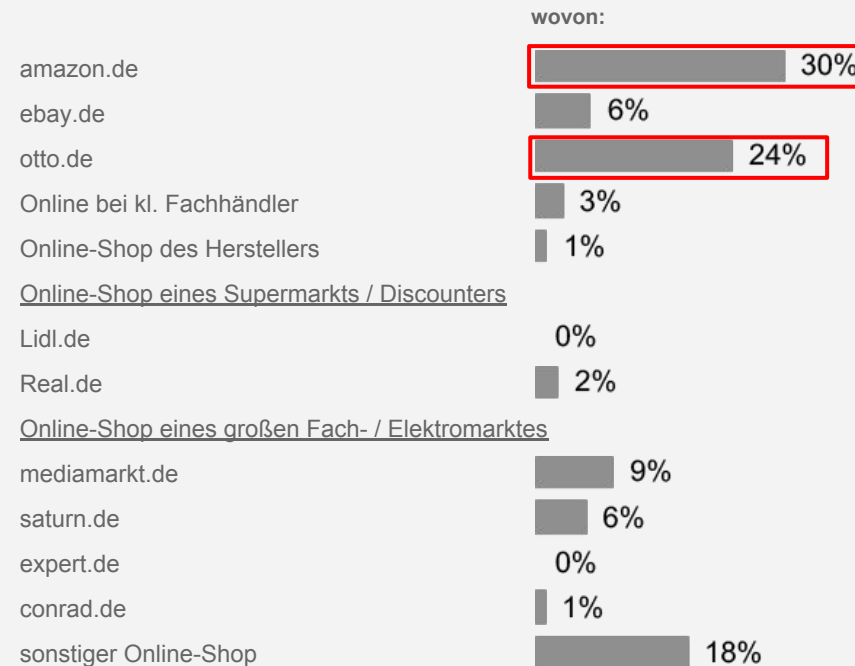 wovon:
amazon.de 30%
ebay.de 6%
otto.de 24%
Online bei kl. Fachhändler 3%
Online-Shop des Herstellers 1%
Online-Shop eines Supermarkts / Discounters
Lidl.de 0%
Real.de 2%
Online-Shop eines großen Fach- / Elektromarktes
mediamarkt.de 9%
saturn.de 6%
expert.de 0%
conrad.de 1%
sonstiger Online-Shop 18%